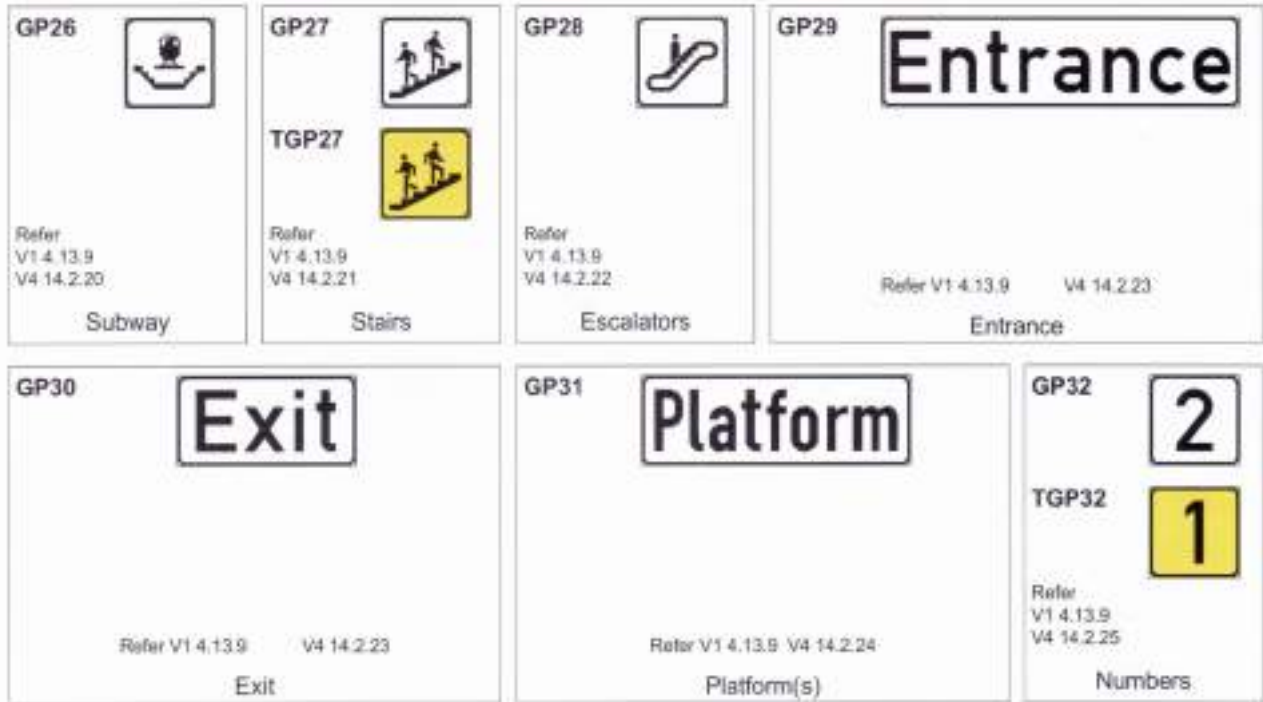 GP26
Refer
V1 4.13.9
V4 14.2.20
Subway
GP27
TGP27
Refer
V1 4.13.9
V4 14.2.21
Stairs
GP28
Refer
V1 4.13.9
V4 14.2.22
Escalators
GP29
Entrance
Refer V1 4.13.9 V4 14.2.23
Entrance
GP30
Exit
Refer V1 4.13.9 V4 14.2.23
Exit
GP31
Platform
Refer V1 4.13.9 V4 14.2.24
Platform(s)
GP32
2
TGP32
1
Refer
V1 4.13.9
V4 14.2.25
Numbers